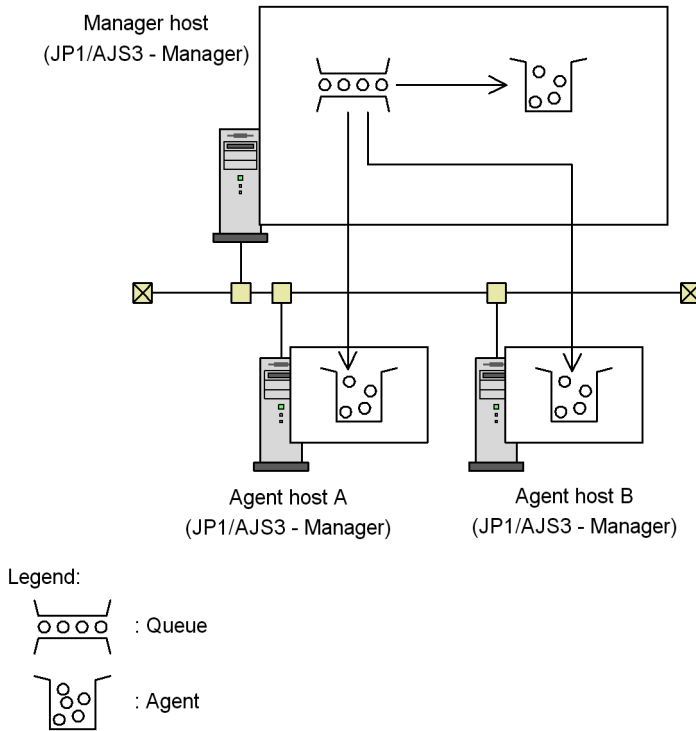 Manager host
(JP1/AJS3 - Manager)
Agent host A
(JP1/AJS3 - Manager)
Agent host B
(JP1/AJS3 - Manager)
Legend:
: Queue
: Agent